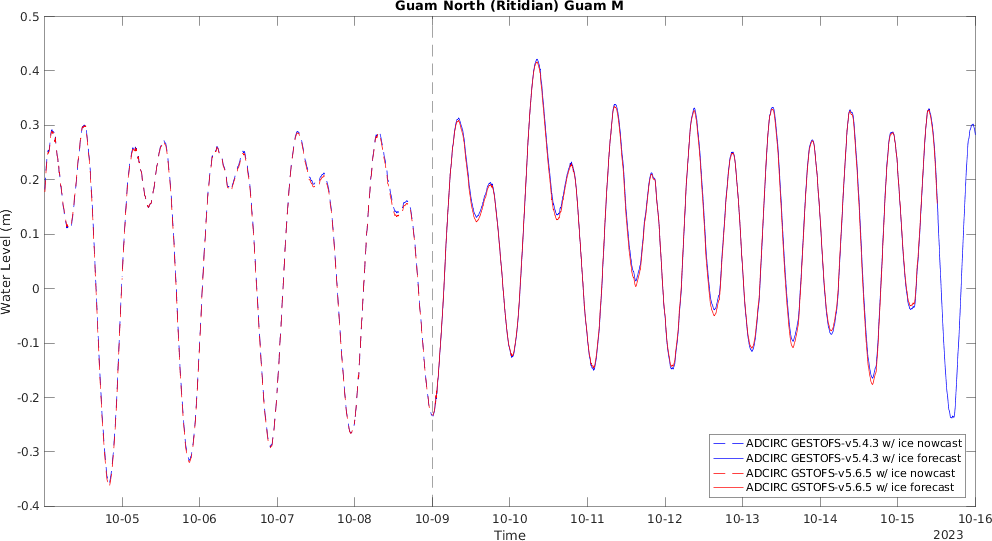 Guam North (Ritidian) Guam M
0.5
0.4
0.3
0.2
0.1
0
-0.1
-0.2
-0.3
-0.4
Water Level (m)
ADCIRC GESTOFS-v5.4.3 w/ ice nowcast
ADCIRC GESTOFS-v5.4.3 w/ ice forecast
ADCIRC GSTOFS-v5.6.5 w/ ice nowcast
ADCIRC GSTOFS-v5.6.5 w/ ice forecast
10-05 10-06 10-07 10-08 10-09 10-10 10-11 10-12 10-13 10-14 10-15 10-16
Time
2023